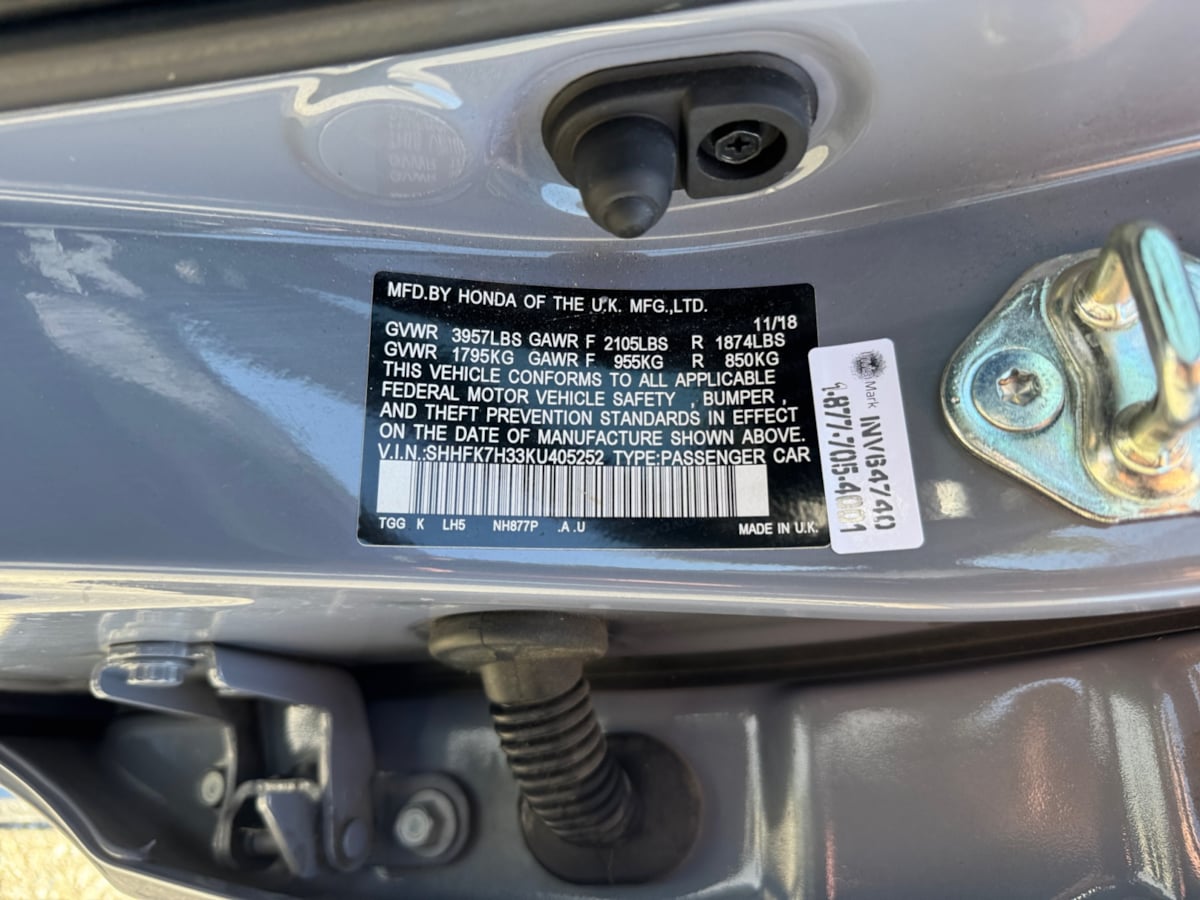 MFD.BY HONDA OF THE U.K. MFG.,LTD.
11/18
GVWR 3957LBS GAWR F 2105LBS R 1874LBS
GVWR 1795KG GAWR F 955KG R 850KG
THIS VEHICLE CONFORMS TO ALL APPLICABLE
FEDERAL MOTOR VEHICLE SAFETY , BUMPER ,
AND THEFT PREVENTION STANDARDS IN EFFECT
ON THE DATE OF MANUFACTURE SHOWN ABOVE.
V.I.N.:SHHFK7H33KU405252 TYPE:PASSENGER CAR
TGG K LH5 NH877P .A.U MADE IN U.K.
Mark INV64740
1.877.705.4001